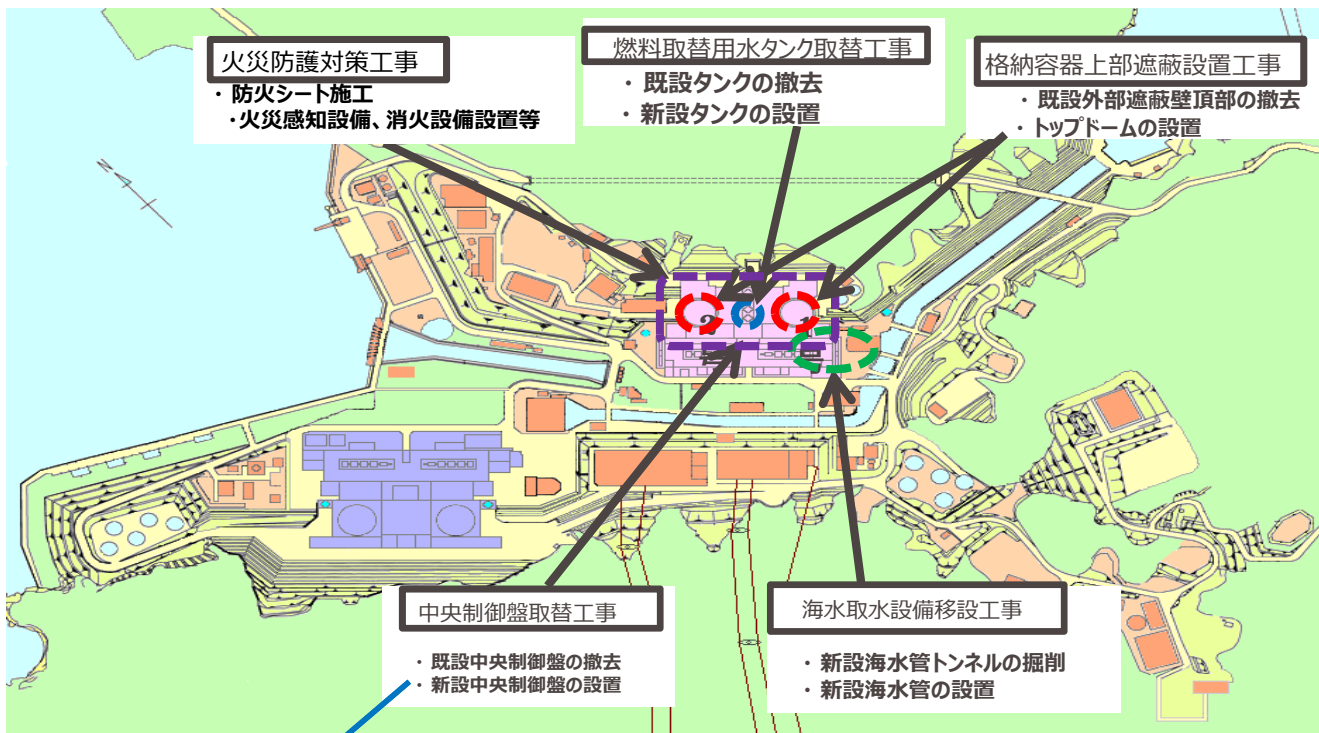 火災防護対策工事
・防火シート施工
・火災感知設備、消火設備設置等
燃料取替用水タンク取替工事
・既設タンクの撤去
・新設タンクの設置
格納容器上部遮蔽設置工事
・既設外部遮蔽壁頂部の撤去
・トップドームの設置
N
2
1
中央制御盤取替工事
・既設中央制御盤の撤去
・新設中央制御盤の設置
海水取水設備移設工事
・新設海水管トンネルの掘削
・新設海水管の設置